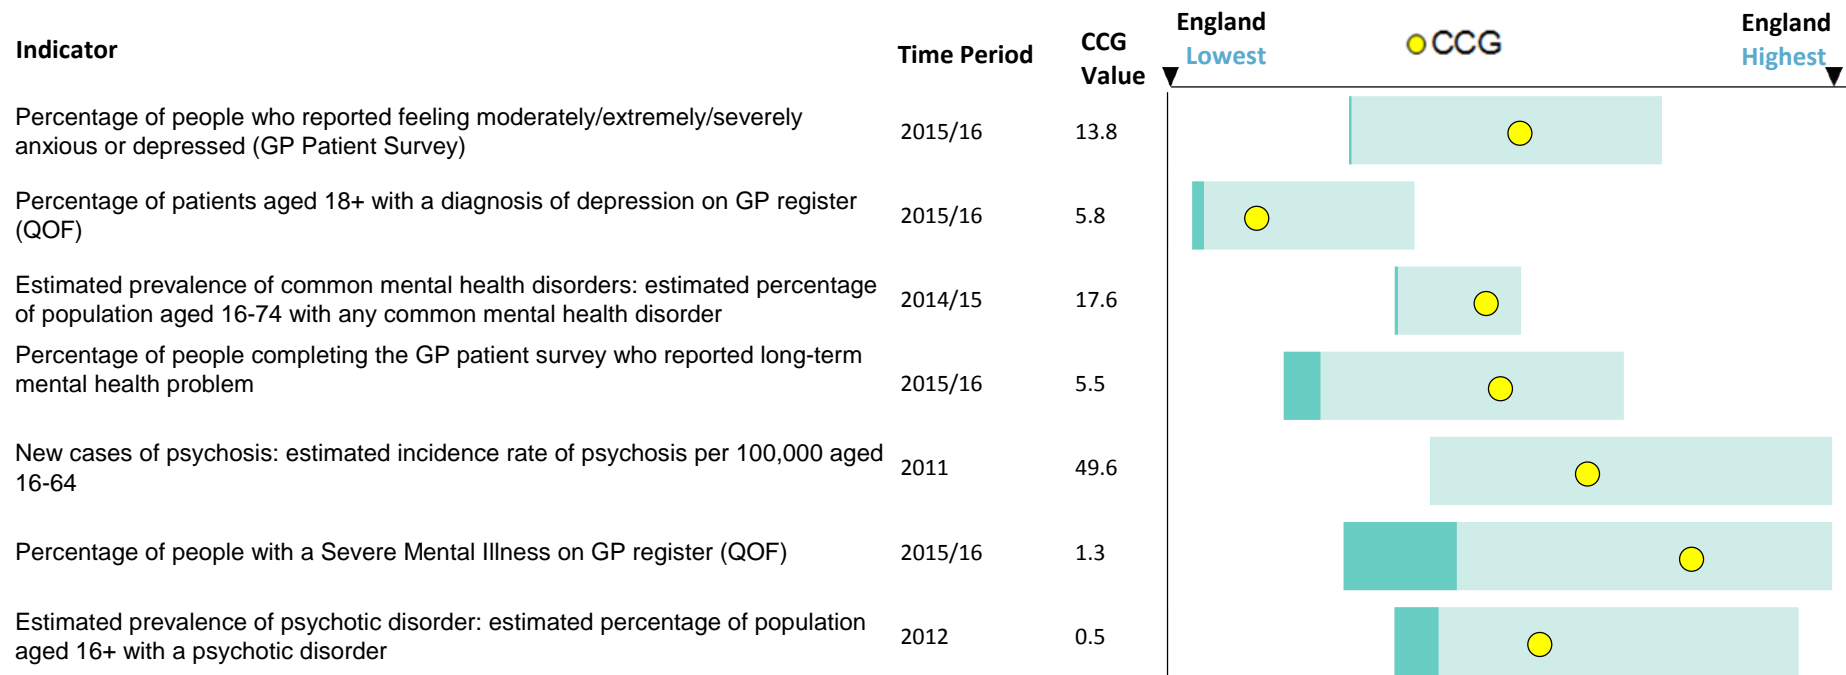 Indicator
Time Period
CCG
Value
England
Lowest
CCG
England
Highest
Percentage of people who reported feeling moderately/extremely/severely
anxious or depressed (GP Patient Survey)
2015/16
13.8
Percentage of patients aged 18+ with a diagnosis of depression on GP register
(QOF)
2015/16
5.8
Estimated prevalence of common mental health disorders: estimated percentage
of population aged 16-74 with any common mental health disorder
2014/15
17.6
Percentage of people completing the GP patient survey who reported long-term
mental health problem
2015/16
5.5
New cases of psychosis: estimated incidence rate of psychosis per 100,000 aged
16-64
2011
49.6
Percentage of people with a Severe Mental Illness on GP register (QOF)
2015/16
1.3
Estimated prevalence of psychotic disorder: estimated percentage of population
aged 16+ with a psychotic disorder
2012
0.5